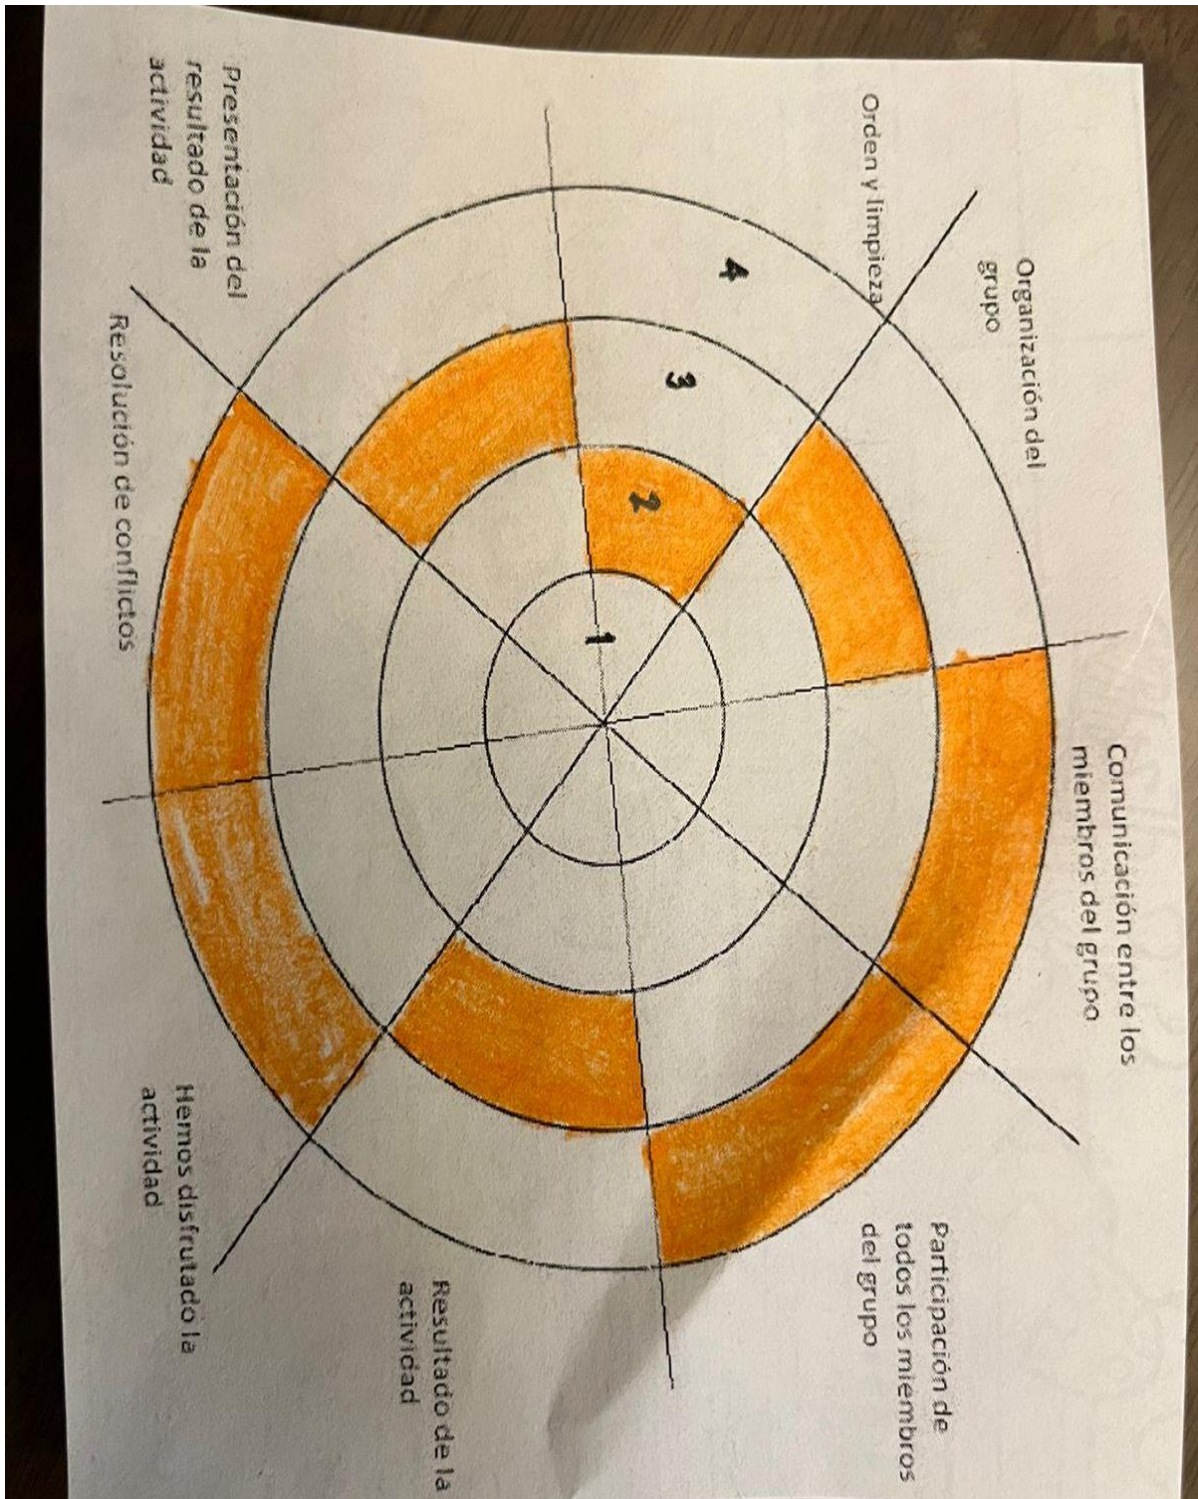 Organización del
grupo
Comunicación entre los
miembros del grupo
Orden y limpieza
4
3
2
1
Participación de
todos los miembros
del grupo
Presentación del
resultado de la
actividad
Resultado de la
actividad
Resolución de conflictos
Hemos disfrutado la
actividad